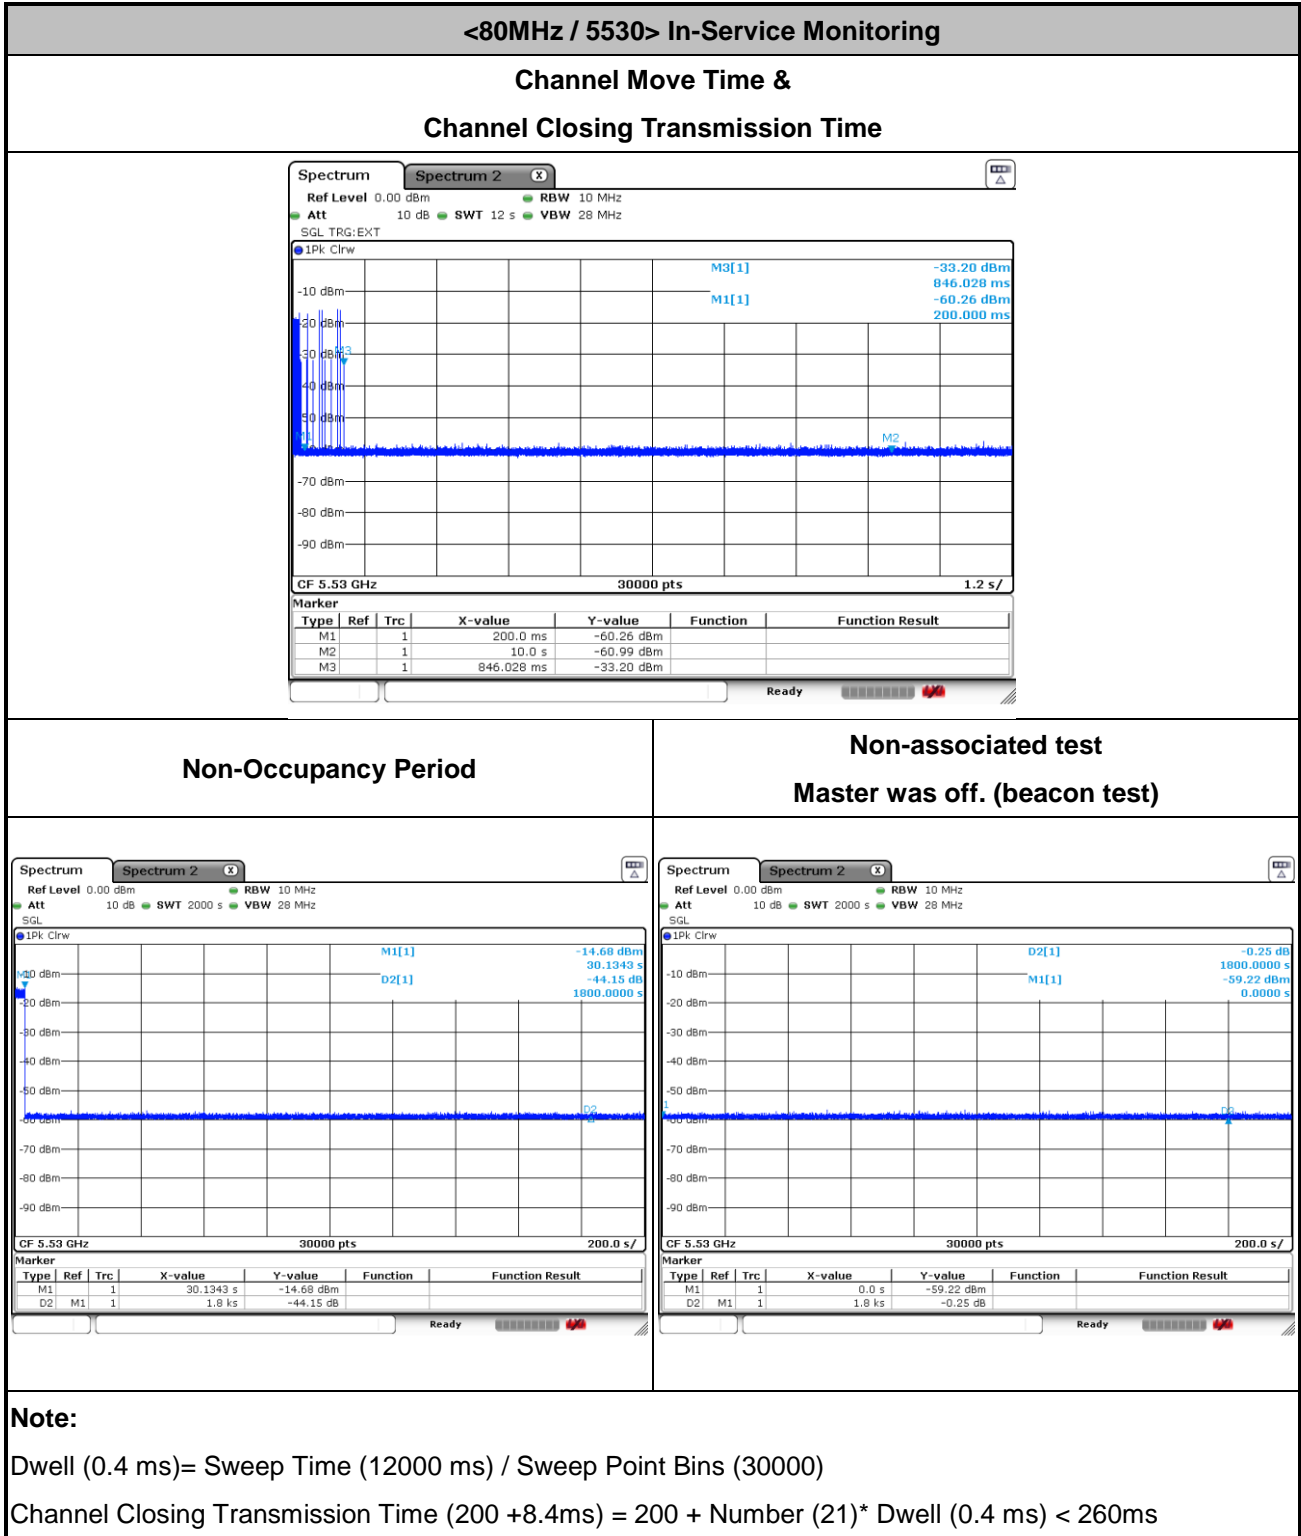 <80MHz / 5530> In-Service Monitoring
Channel Move Time &
Channel Closing Transmission Time
Spectrum Spectrum 2 X
Ref Level 0.00 dBm RBW 10 MHz
Att 10 dB SWT 12 s VBW 28 MHz
SGL TRG:EXT
1Pk Clrw
M3[1] -33.20 dBm
846.028 ms
-10 dBm
M1[1] -60.26 dBm
200.000 ms
-20 dBm
-30 dBm M3
-40 dBm
-50 dBm
M1 M2
-70 dBm
-80 dBm
-90 dBm
CF 5.53 GHz 30000 pts 1.2 s/
Marker
Type Ref Trc X-value Y-value Function Function Result
M1 1 200.0 ms -60.26 dBm
M2 1 10.0 s -60.99 dBm
M3 1 846.028 ms -33.20 dBm
Ready
Non-Occupancy Period
Non-associated test
Master was off. (beacon test)
Spectrum Spectrum 2 X
Ref Level 0.00 dBm RBW 10 MHz
Att 10 dB SWT 2000 s VBW 28 MHz
SGL
1Pk Clrw
M1[1] -14.68 dBm
30.1343 s
M1 -10 dBm
D2[1] -44.15 dB
1800.0000 s
-20 dBm
-30 dBm
-40 dBm
-50 dBm
D2
-60 dBm
-70 dBm
-80 dBm
-90 dBm
CF 5.53 GHz 30000 pts 200.0 s/
Marker
Type Ref Trc X-value Y-value Function Function Result
M1 1 30.1343 s -14.68 dBm
D2 M1 1 1.8 ks -44.15 dB
Ready
Spectrum Spectrum 2 X
Ref Level 0.00 dBm RBW 10 MHz
Att 10 dB SWT 2000 s VBW 28 MHz
SGL
1Pk Clrw
D2[1] -0.25 dB
1800.0000 s
-10 dBm
M1[1] -59.22 dBm
0.0000 s
-20 dBm
-30 dBm
-40 dBm
-50 dBm
1 D2
-60 dBm
-70 dBm
-80 dBm
-90 dBm
CF 5.53 GHz 30000 pts 200.0 s/
Marker
Type Ref Trc X-value Y-value Function Function Result
M1 1 0.0 s -59.22 dBm
D2 M1 1 1.8 ks -0.25 dB
Ready
Note:
Dwell (0.4 ms)= Sweep Time (12000 ms) / Sweep Point Bins (30000)
Channel Closing Transmission Time (200 +8.4ms) = 200 + Number (21)* Dwell (0.4 ms) < 260ms